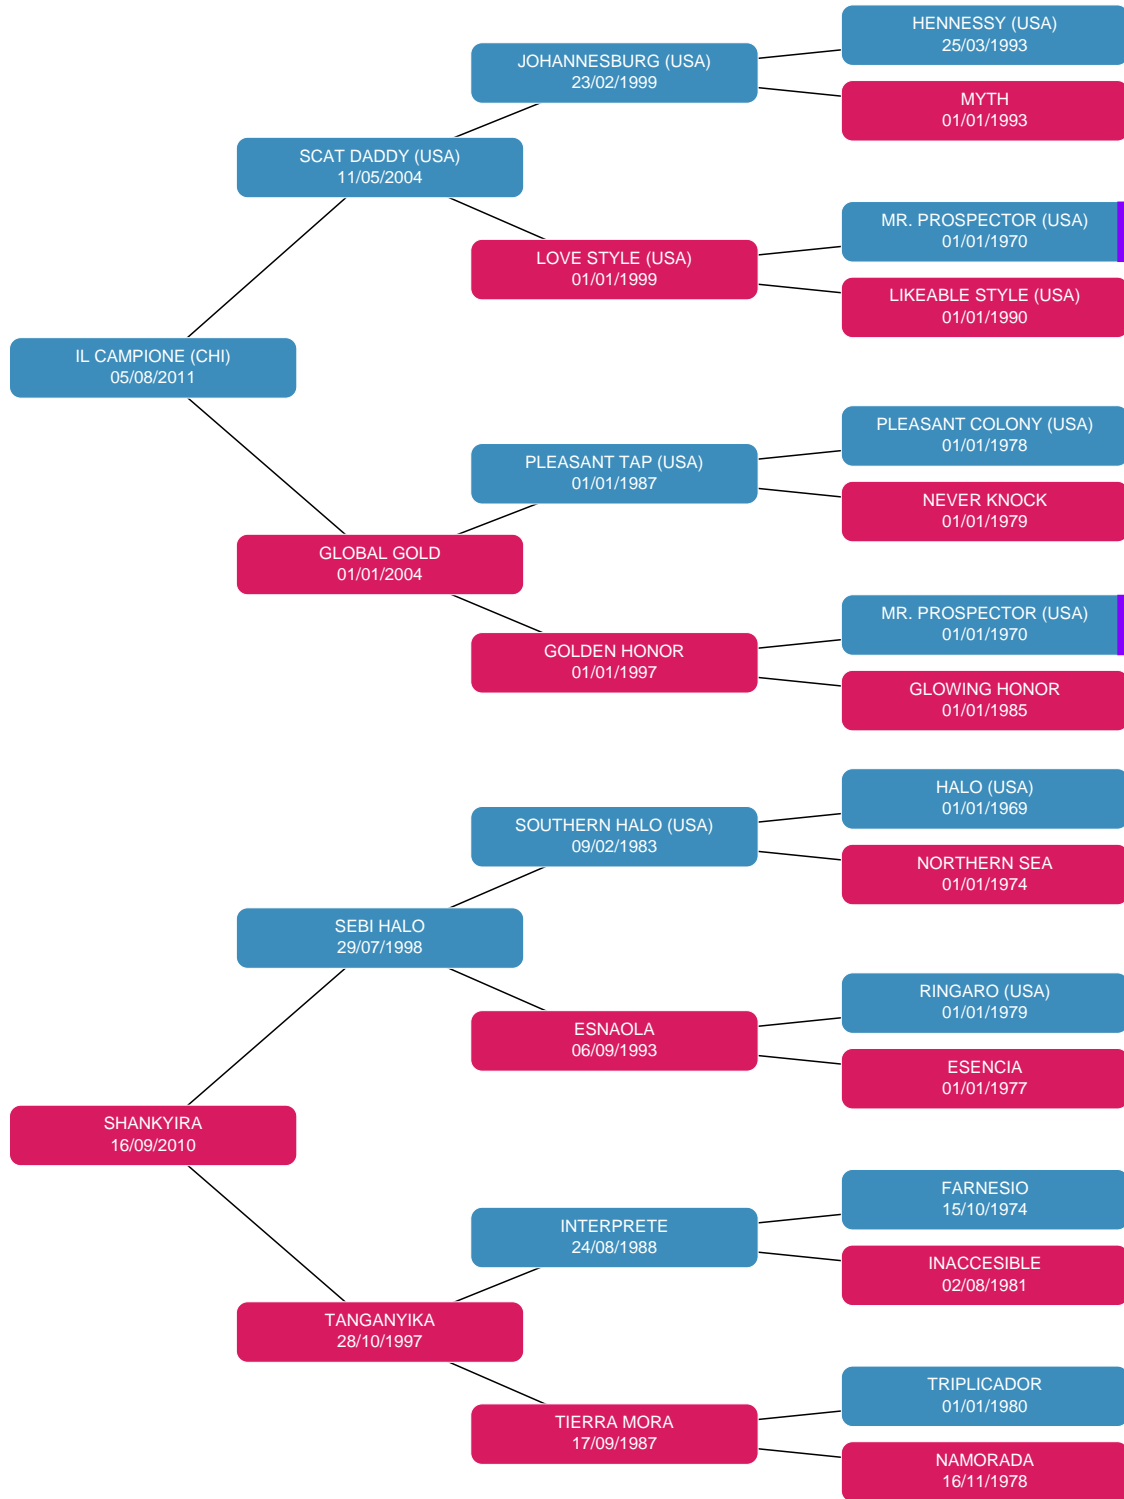 HENNESSY (USA)
25/03/1993
JOHANNESBURG (USA)
23/02/1999
MYTH
01/01/1993
SCAT DADDY (USA)
11/05/2004
MR. PROSPECTOR (USA)
01/01/1970
LOVE STYLE (USA)
01/01/1999
LIKEABLE STYLE (USA)
01/01/1990
IL CAMPIONE (CHI)
05/08/2011
PLEASANT COLONY (USA)
01/01/1978
PLEASANT TAP (USA)
01/01/1987
NEVER KNOCK
01/01/1979
GLOBAL GOLD
01/01/2004
MR. PROSPECTOR (USA)
01/01/1970
GOLDEN HONOR
01/01/1997
GLOWING HONOR
01/01/1985
HALO (USA)
01/01/1969
SOUTHERN HALO (USA)
09/02/1983
NORTHERN SEA
01/01/1974
SEBI HALO
29/07/1998
RINGARO (USA)
01/01/1979
ESNAOLA
06/09/1993
ESENCIA
01/01/1977
SHANKYIRA
16/09/2010
FARNESIO
15/10/1974
INTERPRETE
24/08/1988
INACCESIBLE
02/08/1981
TANGANYIKA
28/10/1997
TRIPLICADOR
01/01/1980
TIERRA MORA
17/09/1987
NAMORADA
16/11/1978